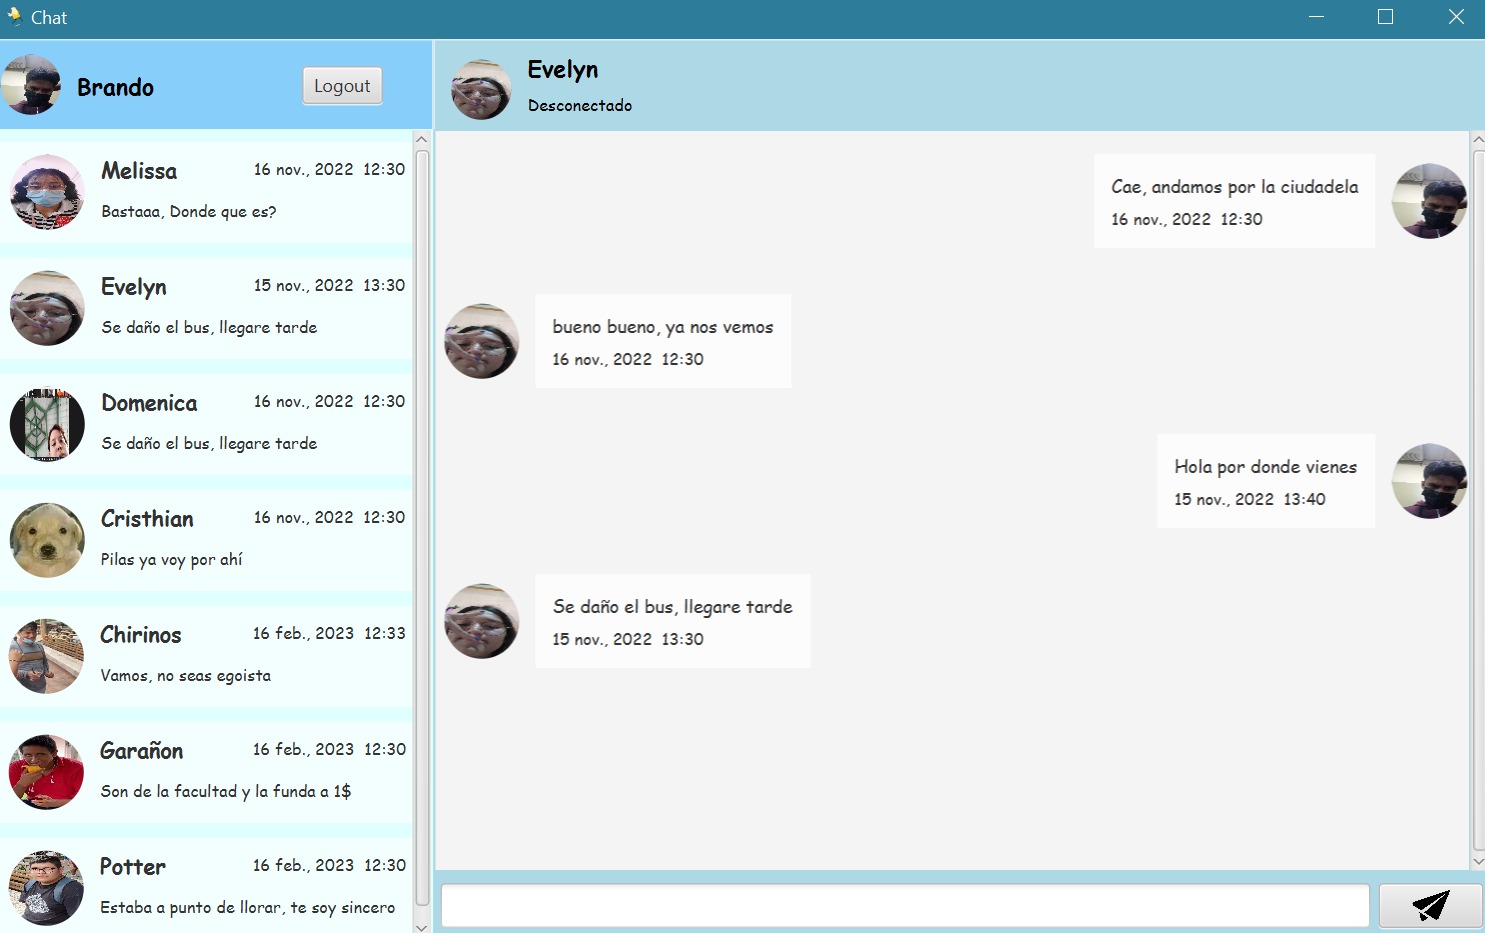 Chat
Brando
Logout
Melissa 16 nov., 2022 12:30
Bastaaa, Donde que es?
Evelyn 15 nov., 2022 13:30
Se daño el bus, llegare tarde
Domenica 16 nov., 2022 12:30
Se daño el bus, llegare tarde
Cristhian 16 nov., 2022 12:30
Pilas ya voy por ahí
Chirinos 16 feb., 2023 12:33
Vamos, no seas egoista
Garañon 16 feb., 2023 12:30
Son de la facultad y la funda a 1$
Potter 16 feb., 2023 12:30
Estaba a punto de llorar, te soy sincero
Evelyn
Desconectado
Cae, andamos por la ciudadela
16 nov., 2022 12:30
bueno bueno, ya nos vemos
16 nov., 2022 12:30
Hola por donde vienes
15 nov., 2022 13:40
Se daño el bus, llegare tarde
15 nov., 2022 13:30